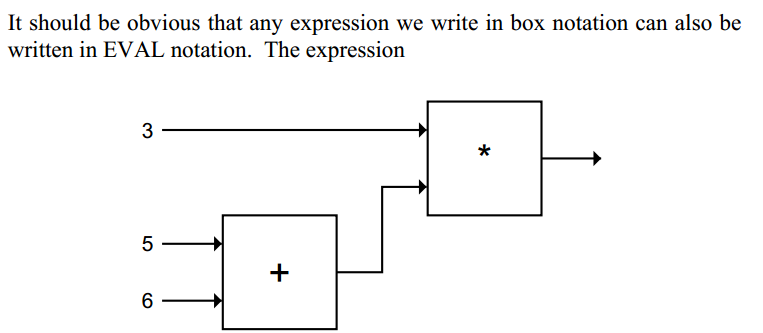 It should be obvious that any expression we write in box notation can also be
written in EVAL notation. The expression
3
*
5
+
6